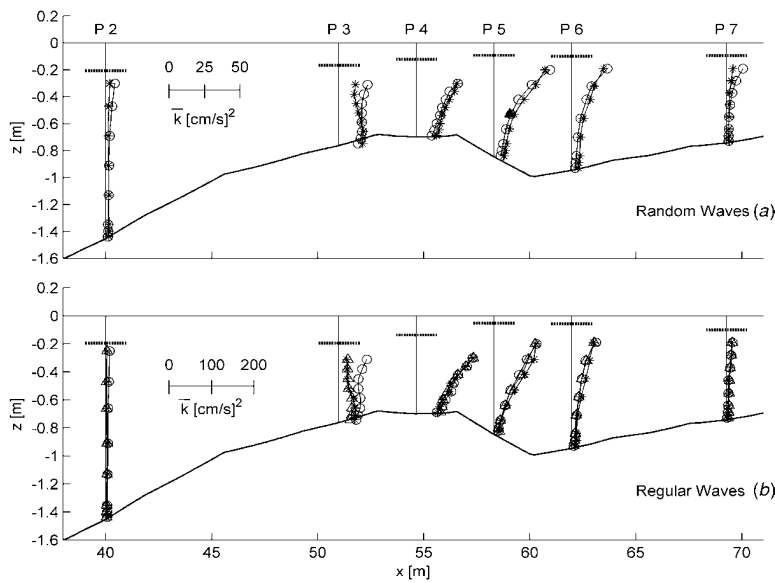 P 2 P 3 P 4 P 5 P 6 P 7
0.2
0
-0.2
-0.4
-0.6
-0.8
-1
-1.2
-1.4
-1.6
z [m]
0 25 50
k̅ [cm/s]²
Random Waves (a)
0.2
0
-0.2
-0.4
-0.6
-0.8
-1
-1.2
-1.4
-1.6
z [m]
0 100 200
k̅ [cm/s]²
Regular Waves (b)
40 45 50 55 60 65 70
x [m]